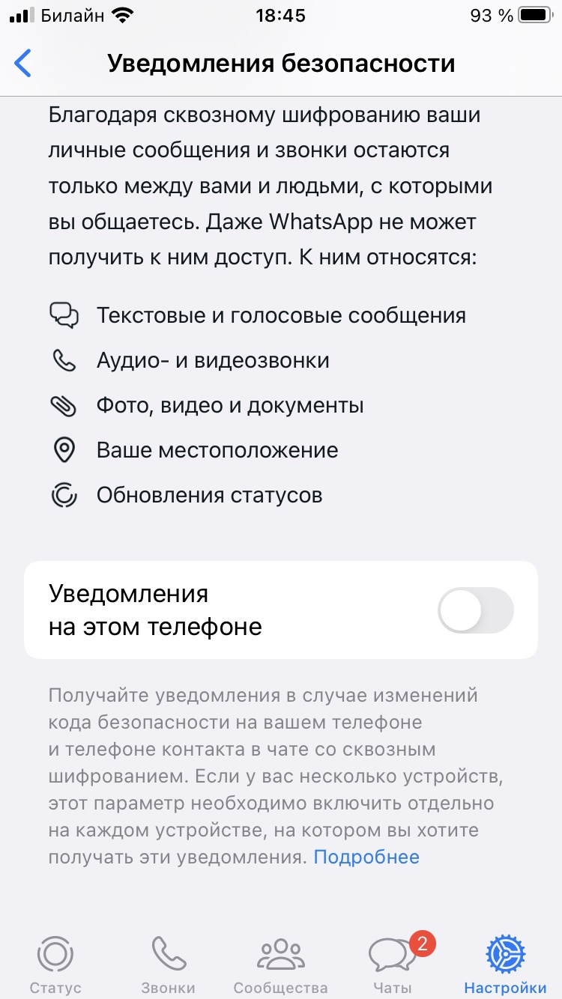 Билайн 18:45 93 %
Уведомления безопасности
Благодаря сквозному шифрованию ваши
личные сообщения и звонки остаются
только между вами и людьми, с которыми
вы общаетесь. Даже WhatsApp не может
получить к ним доступ. К ним относятся:
Текстовые и голосовые сообщения
Аудио- и видеозвонки
Фото, видео и документы
Ваше местоположение
Обновления статусов
Уведомления
на этом телефоне
Получайте уведомления в случае изменений
кода безопасности на вашем телефоне
и телефоне контакта в чате со сквозным
шифрованием. Если у вас несколько устройств,
этот параметр необходимо включить отдельно
на каждом устройстве, на котором вы хотите
получать эти уведомления. Подробнее
2
Статус Звонки Сообщества Чаты Настройки